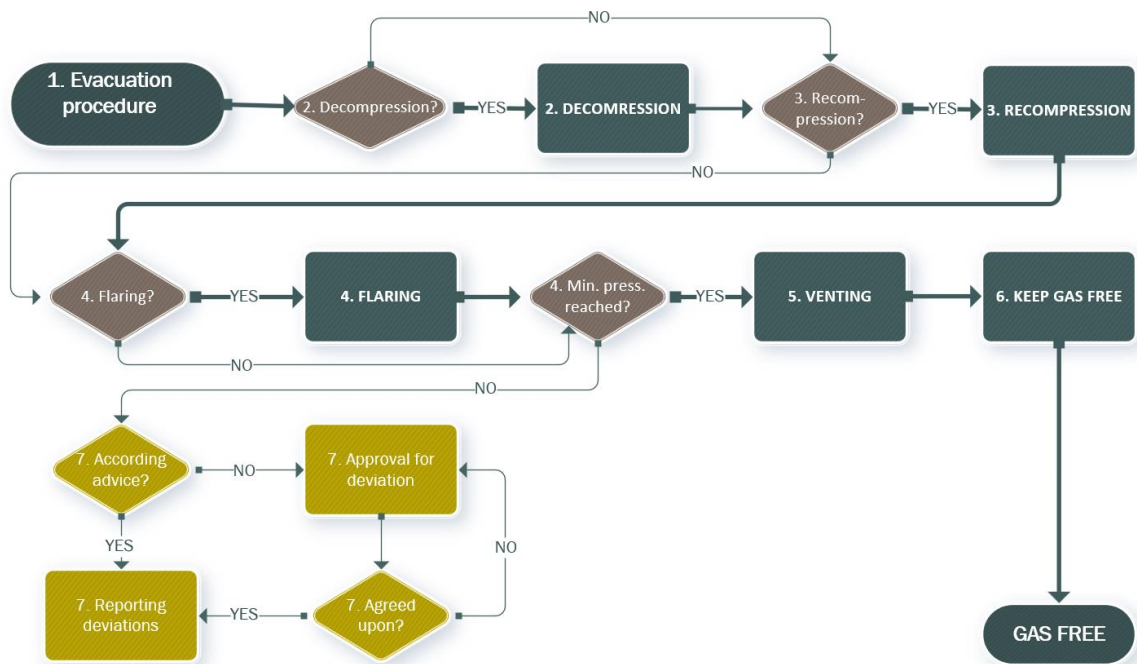 NO
1. Evacuation
procedure
2. Decompression?
YES
2. DECOMRESSION
3. Recom-
pression?
YES
3. RECOMPRESSION
NO
4. Flaring?
YES
4. FLARING
4. Min. press.
reached?
YES
5. VENTING
6. KEEP GAS FREE
NO
NO
7. According
advice?
NO
7. Approval for
deviation
YES
NO
7. Reporting
deviations
YES
7. Agreed
upon?
GAS FREE